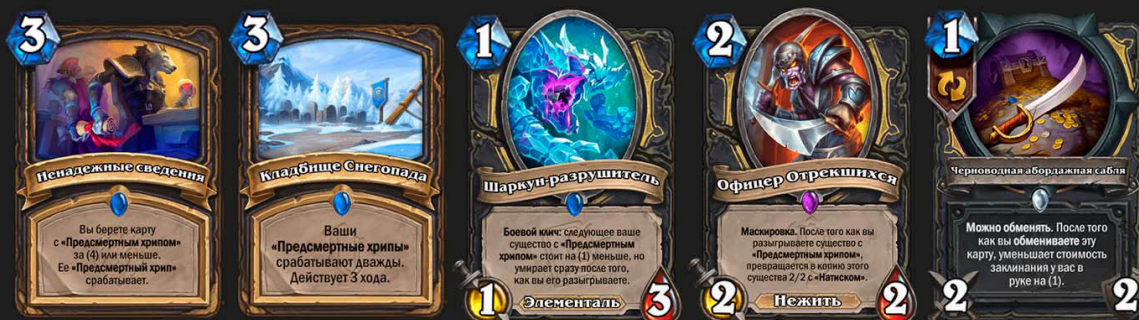 3
Ненадежные сведения
Вы берете карту
с «Предсмертным хрипом»
за (4) или меньше.
Ее «Предсмертный хрип»
срабатывает.
3
Кладбище Снегопада
Ваши
«Предсмертные хрипы»
срабатывают дважды.
Действует 3 хода.
1
Шаркун-разрушитель
Боевой клич: следующее ваше
существо с «Предсмертным
хрипом» стоит на (1) меньше, но
умирает сразу после того,
как вы его разыгрываете.
1
Элементаль
3
2
Офицер Отрекшихся
Маскировка. После того как вы
разыгрываете существо с
«Предсмертным хрипом»,
превращается в копию этого
существа 2/2 с «Натиском».
2
Нежить
2
1
Черноводная абордажная сабля
Можно обменять. После того
как вы обмениваете эту
карту, уменьшает стоимость
заклинания у вас в
руке на (1).
2
2